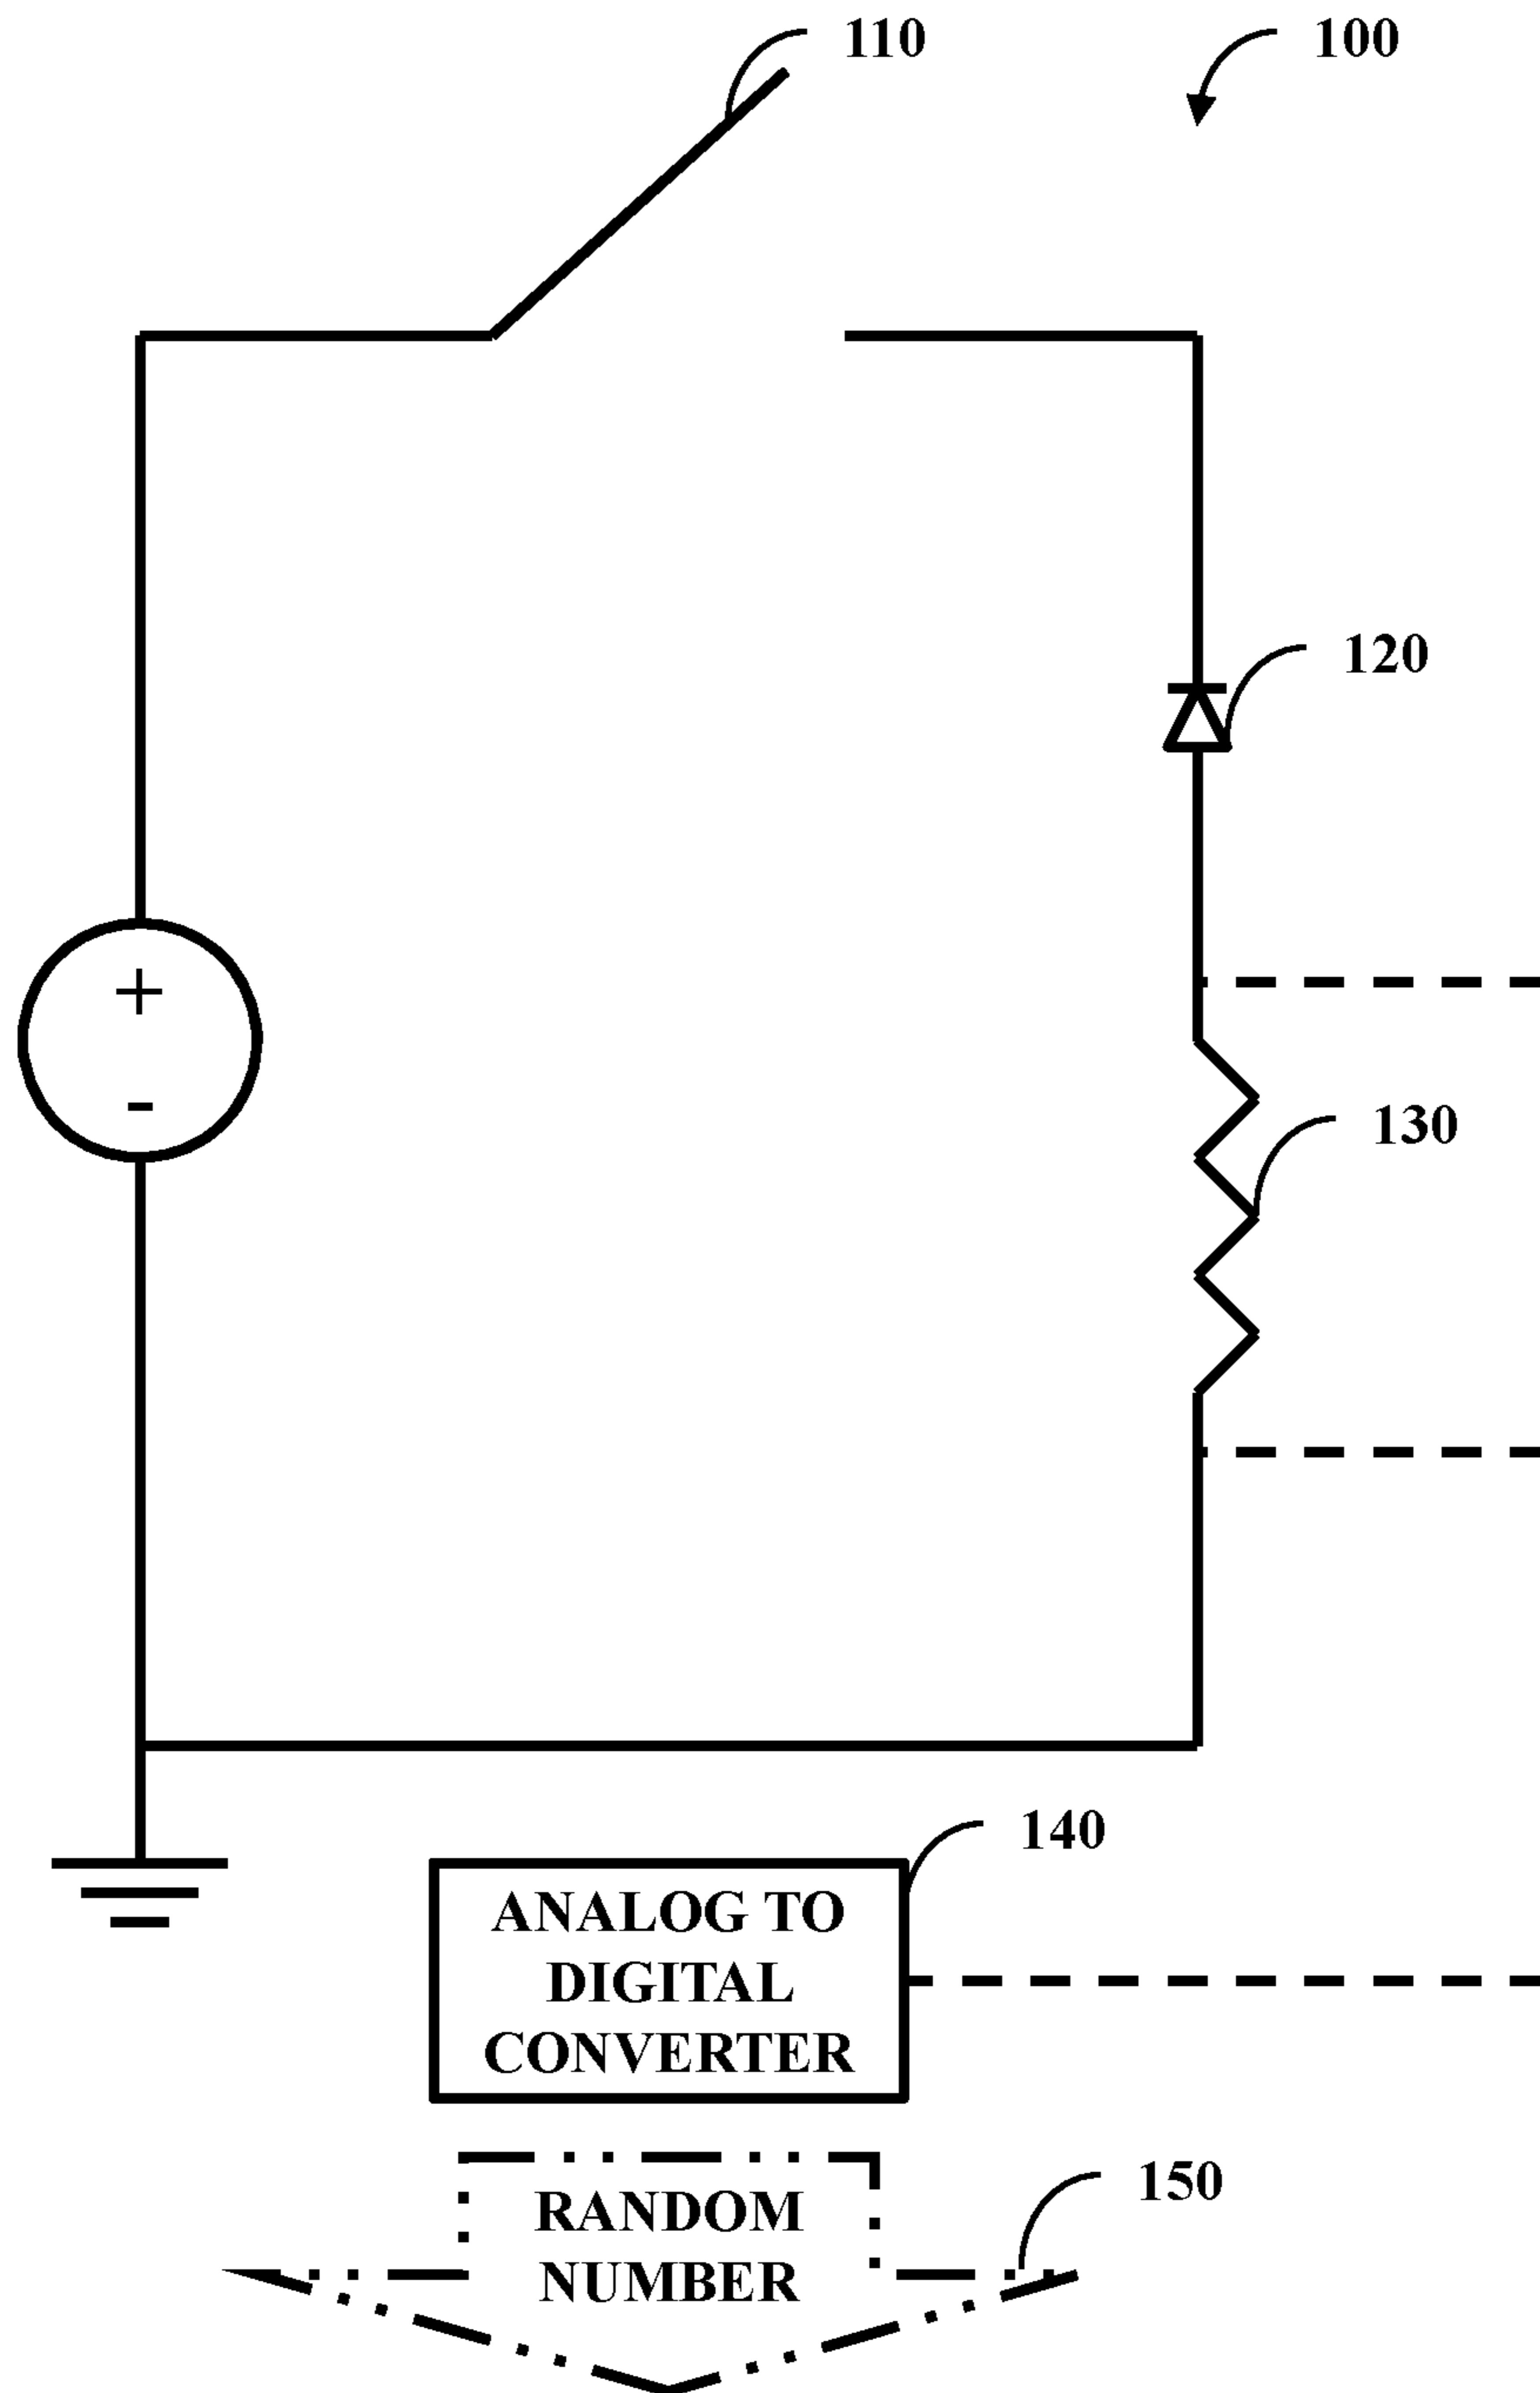 110
100
120
+
-
130
140
ANALOG TO
DIGITAL
CONVERTER
150
RANDOM
NUMBER